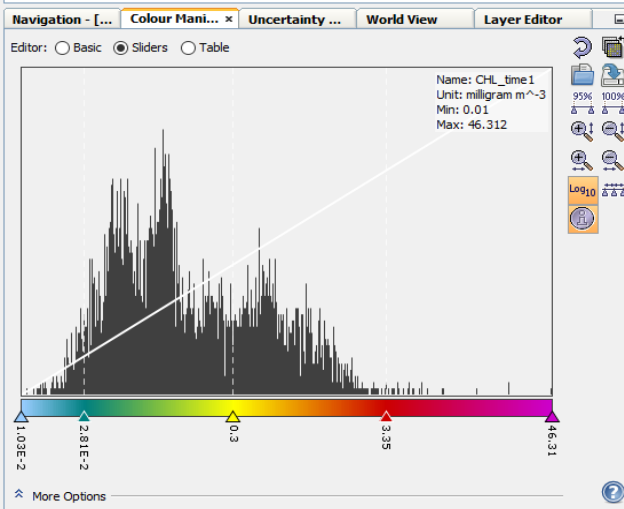 Navigation - [...
Colour Mani... ×
Uncertainty ...
World View
Layer Editor
Editor: Basic Sliders Table
Name: CHL_time1
Unit: milligram m^-3
Min: 0.01
Max: 46.312
95% 100%
Log10
1.03E-2
2.81E-2
0.3
3.35
46.31
More Options